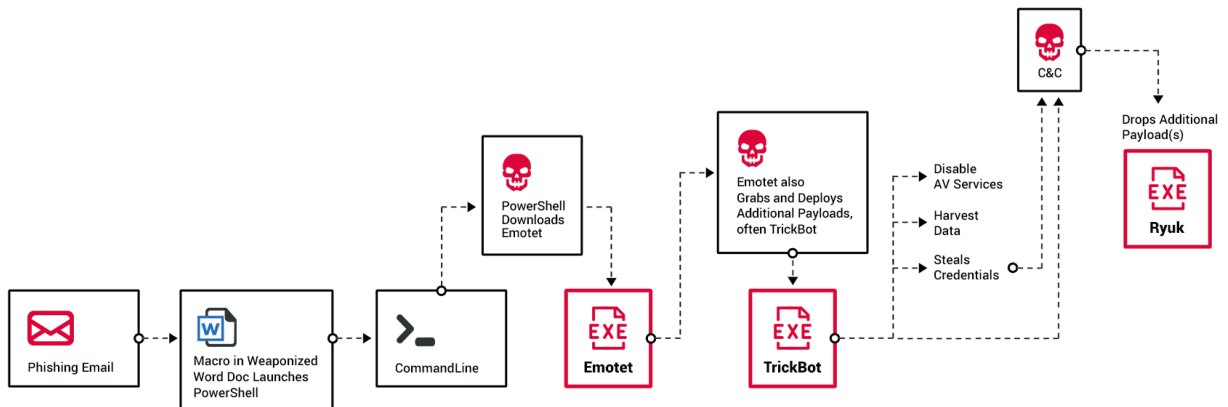 Phishing Email
W
Macro in Weaponized
Word Doc Launches
PowerShell
CommandLine
PowerShell
Downloads
Emotet
EXE
Emotet
Emotet also
Grabs and Deploys
Additional Payloads,
often TrickBot
EXE
TrickBot
Disable
AV Services
Harvest
Data
Steals
Credentials
C&C
Drops Additional
Payload(s)
EXE
Ryuk